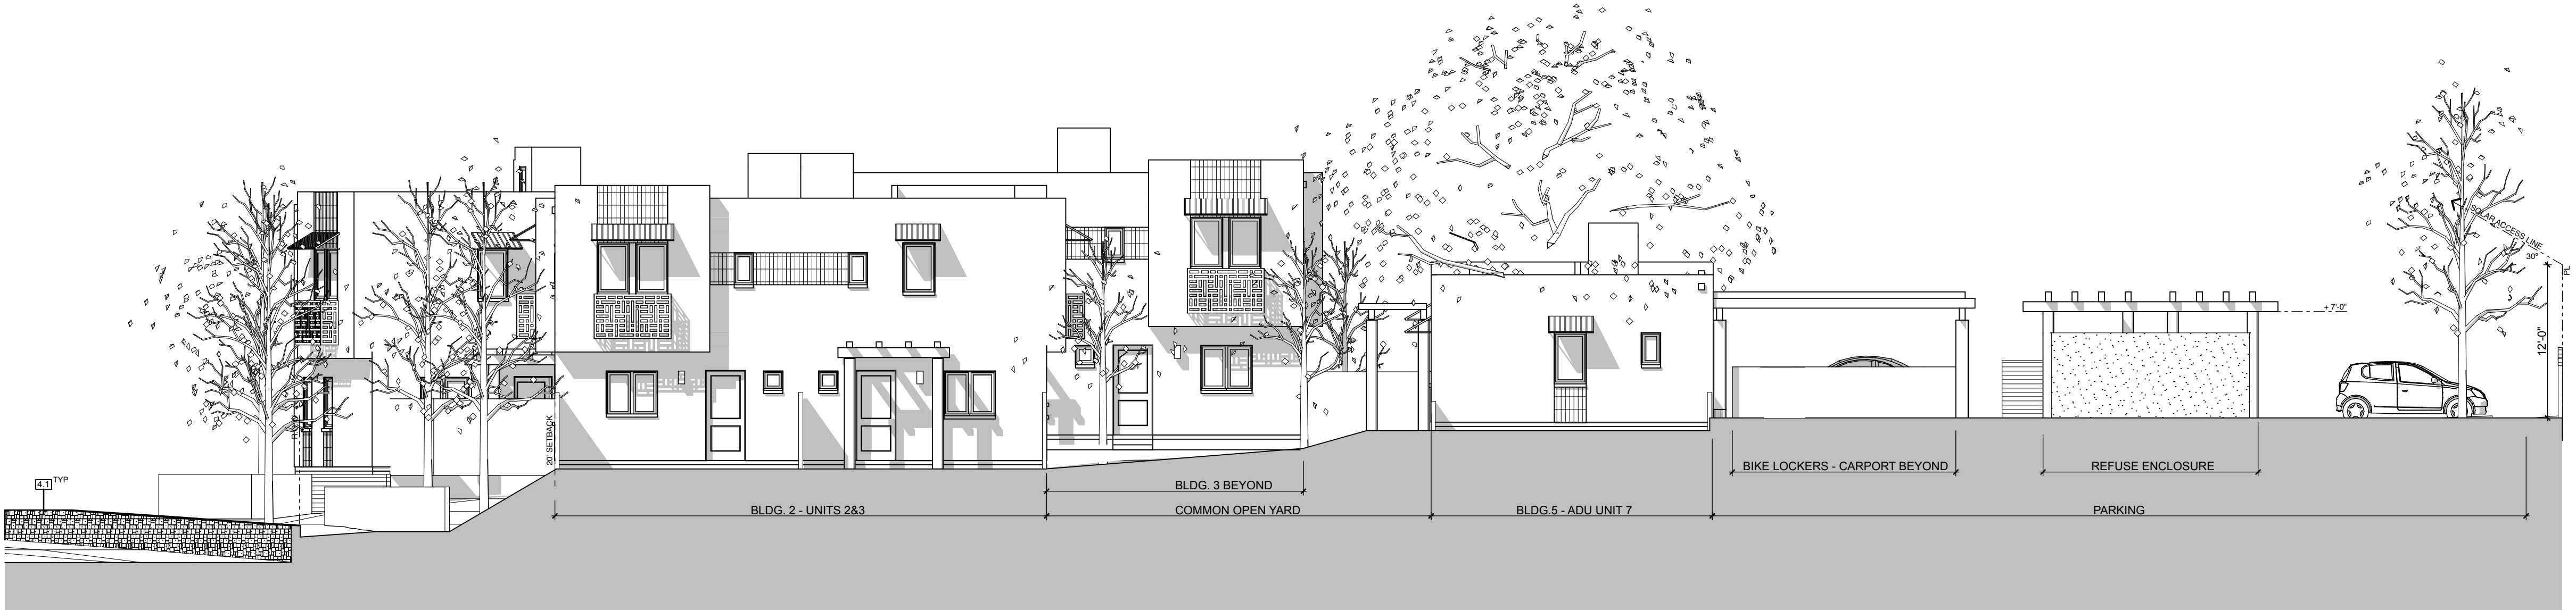 SOLAR ACCESS LINE
30°
PL
+ 7'-0"
12'-0"
20' SETBACK
4.1 TYP
BIKE LOCKERS - CARPORT BEYOND
REFUSE ENCLOSURE
BLDG. 3 BEYOND
BLDG. 2 - UNITS 2&3
COMMON OPEN YARD
BLDG.5 - ADU UNIT 7
PARKING